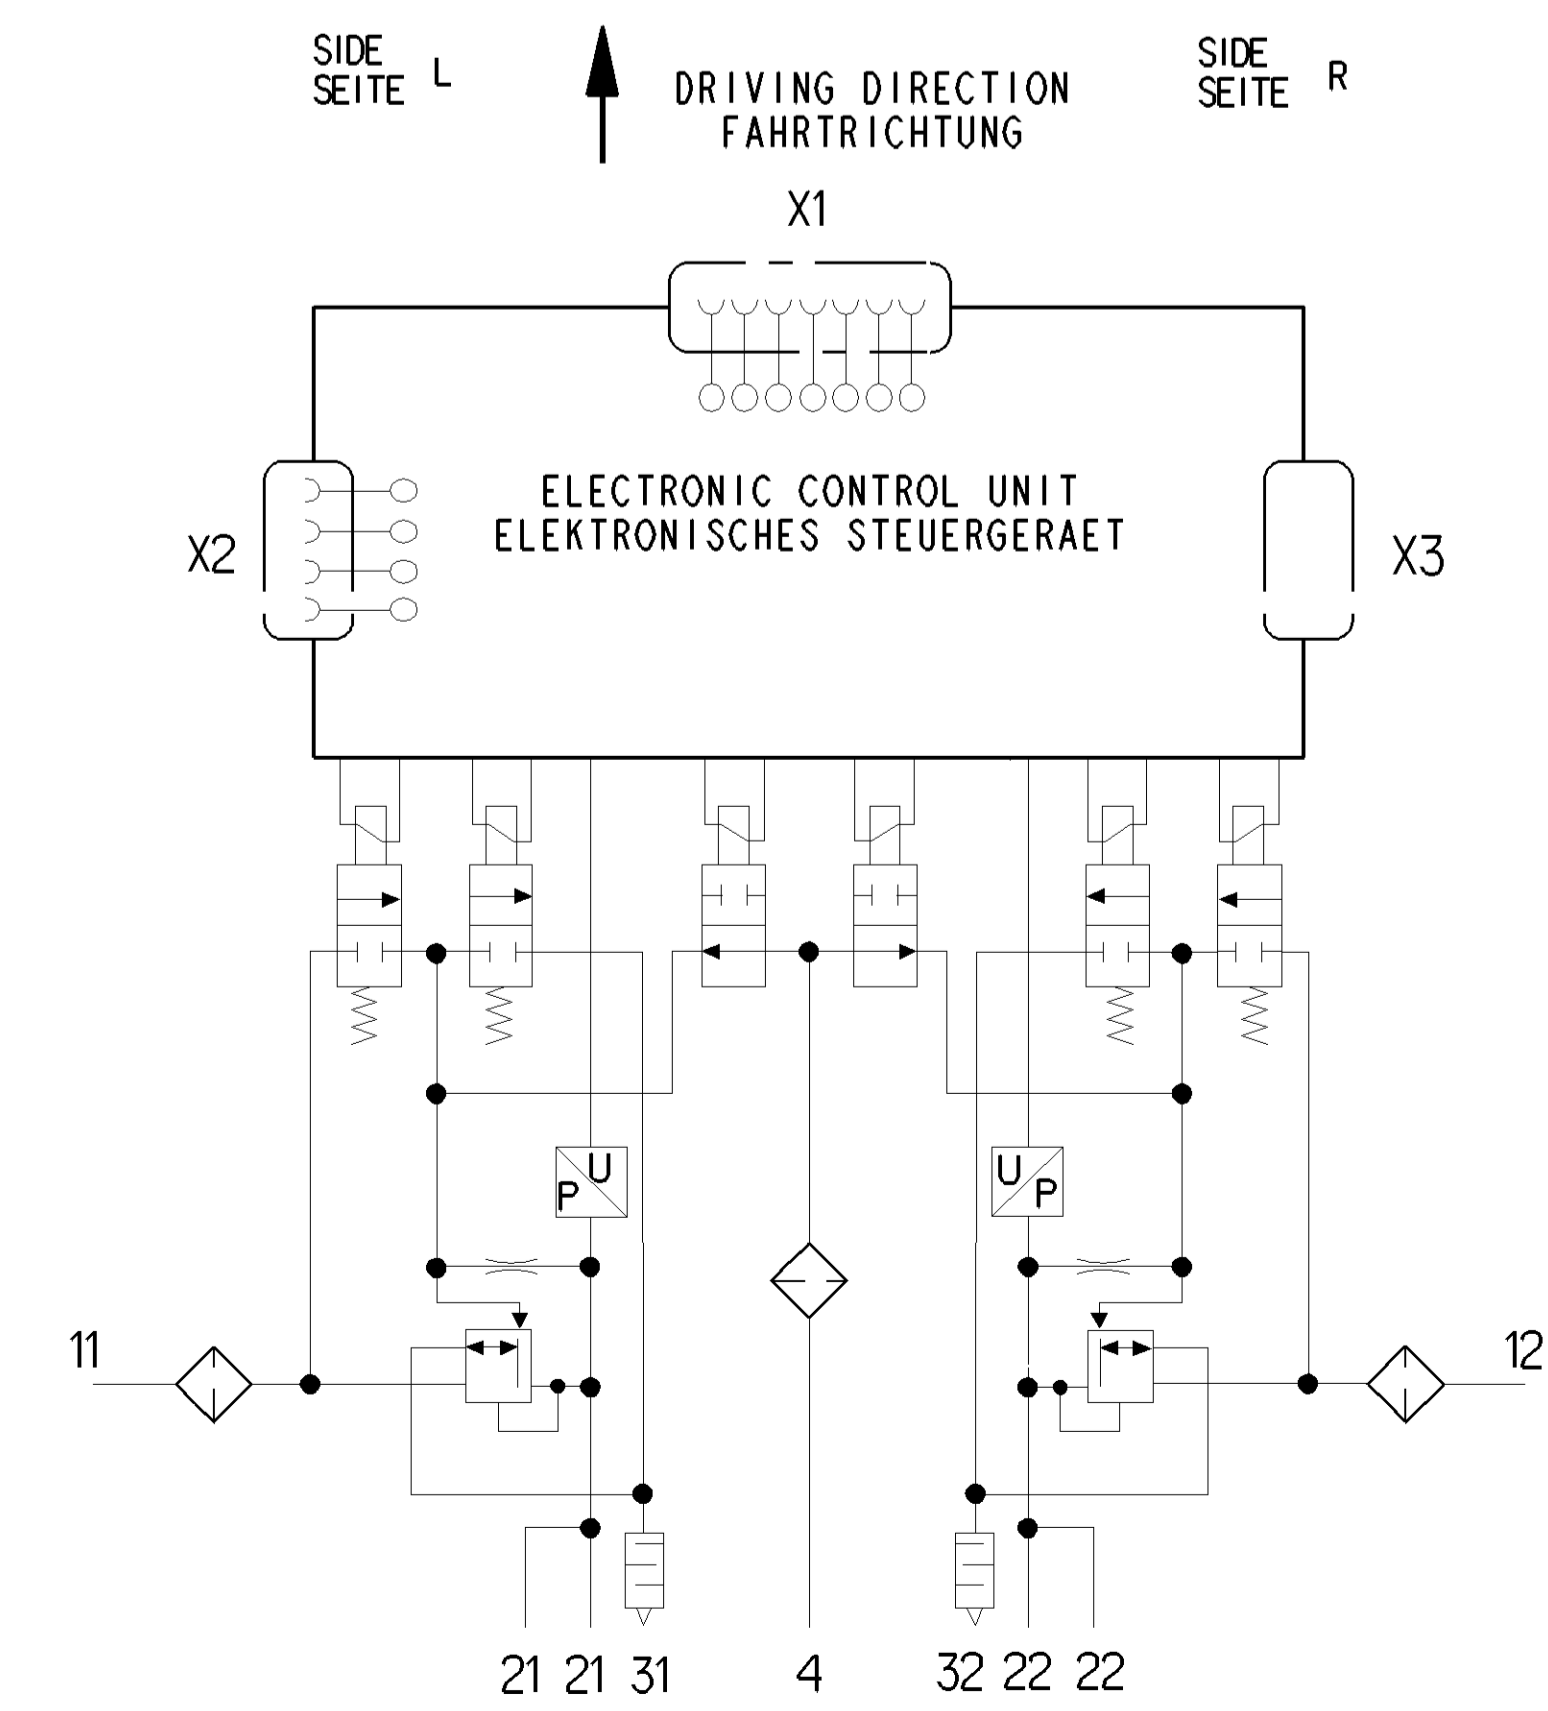 SIDE
SEITE L
DRIVING DIRECTION
FAHRTRICHTUNG
SIDE
SEITE R
X1
ELECTRONIC CONTROL UNIT
ELEKTRONISCHES STEUERGERAET
X2
X3
U
P
U
P
11
12
21 21 31 4 32 22 22